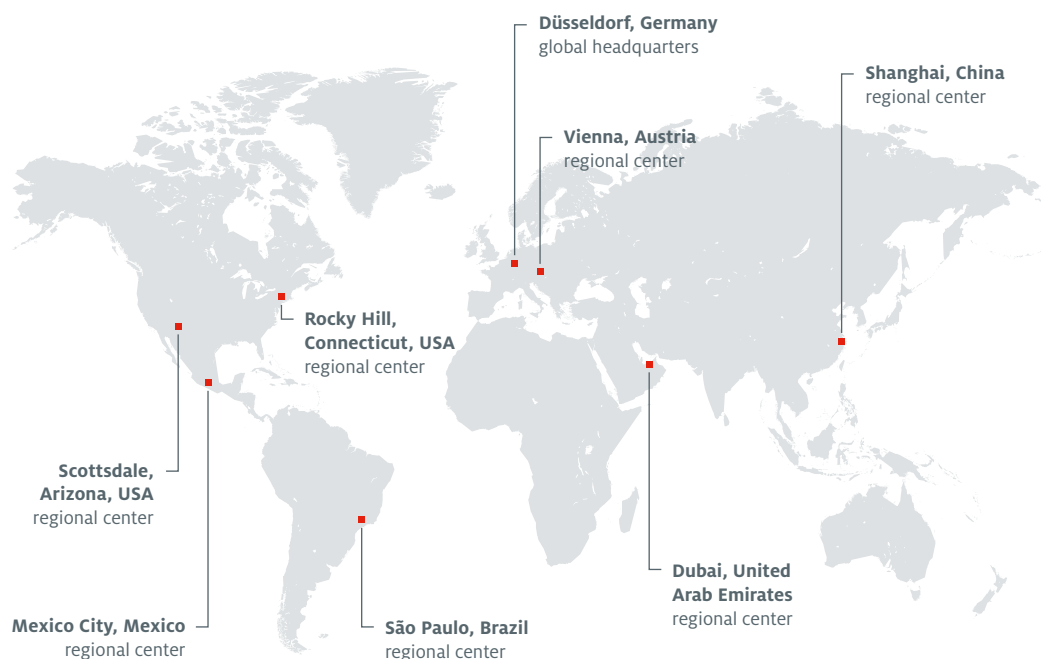 Düsseldorf, Germany
global headquarters
Shanghai, China
regional center
Vienna, Austria
regional center
Rocky Hill,
Connecticut, USA
regional center
Scottsdale,
Arizona, USA
regional center
Dubai, United
Arab Emirates
regional center
Mexico City, Mexico
regional center
São Paulo, Brazil
regional center